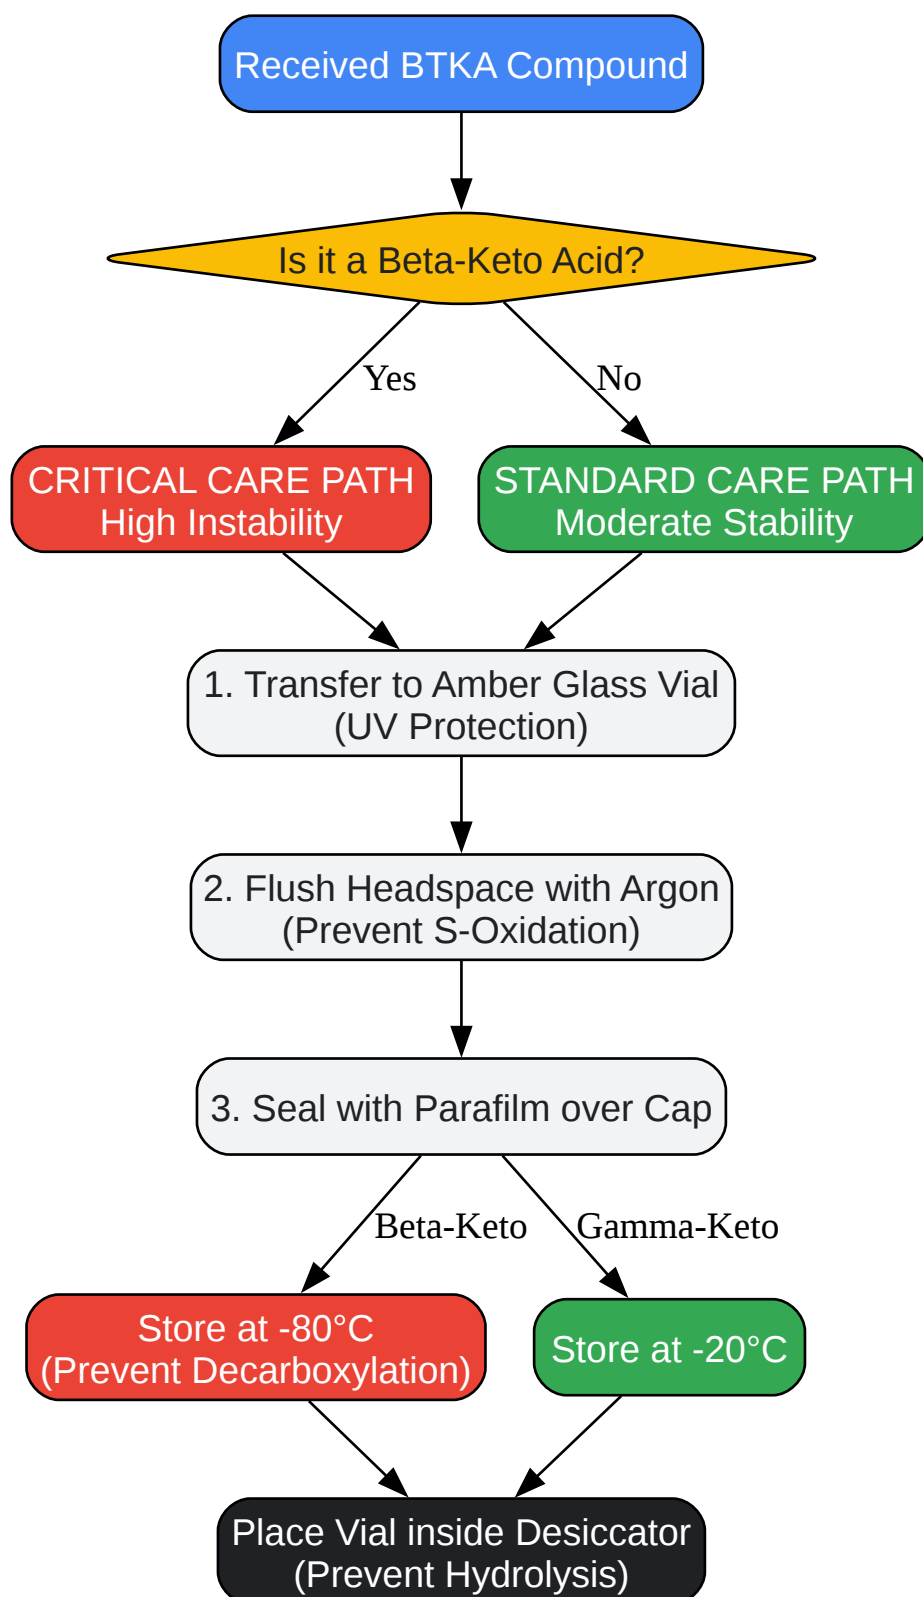 Received BTKA Compound
Is it a Beta-Keto Acid?
Yes
No
CRITICAL CARE PATH
High Instability
STANDARD CARE PATH
Moderate Stability
1. Transfer to Amber Glass Vial
(UV Protection)
2. Flush Headspace with Argon
(Prevent S-Oxidation)
3. Seal with Parafilm over Cap
Beta-Keto
Gamma-Keto
Store at -80°C
(Prevent Decarboxylation)
Store at -20°C
Place Vial inside Desiccator
(Prevent Hydrolysis)